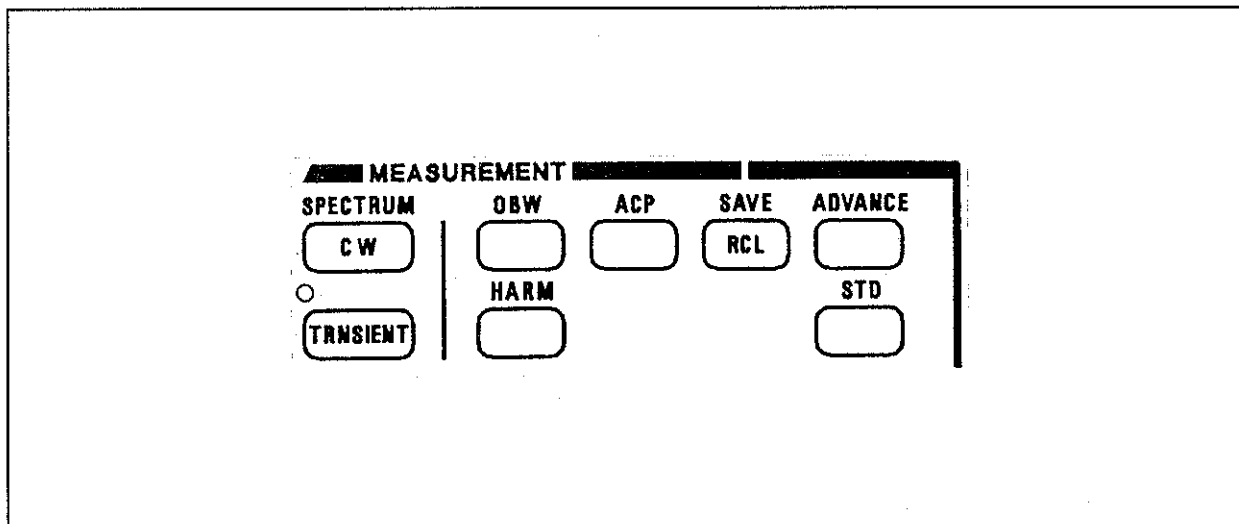 MEASUREMENT
SPECTRUM OBW ACP SAVE ADVANCE
CW RCL
HARM STD
TRNSIENT